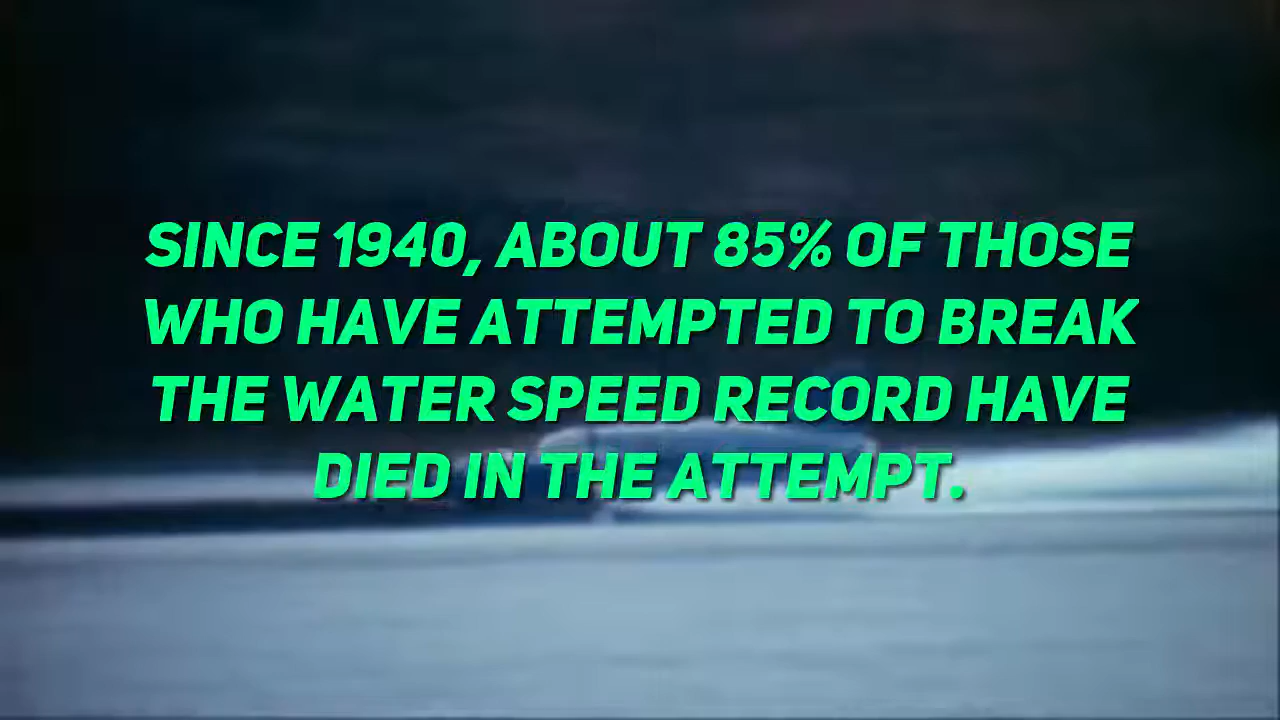 SINCE 1940, ABOUT 85% OF THOSE
WHO HAVE ATTEMPTED TO BREAK
THE WATER SPEED RECORD HAVE
DIED IN THE ATTEMPT.